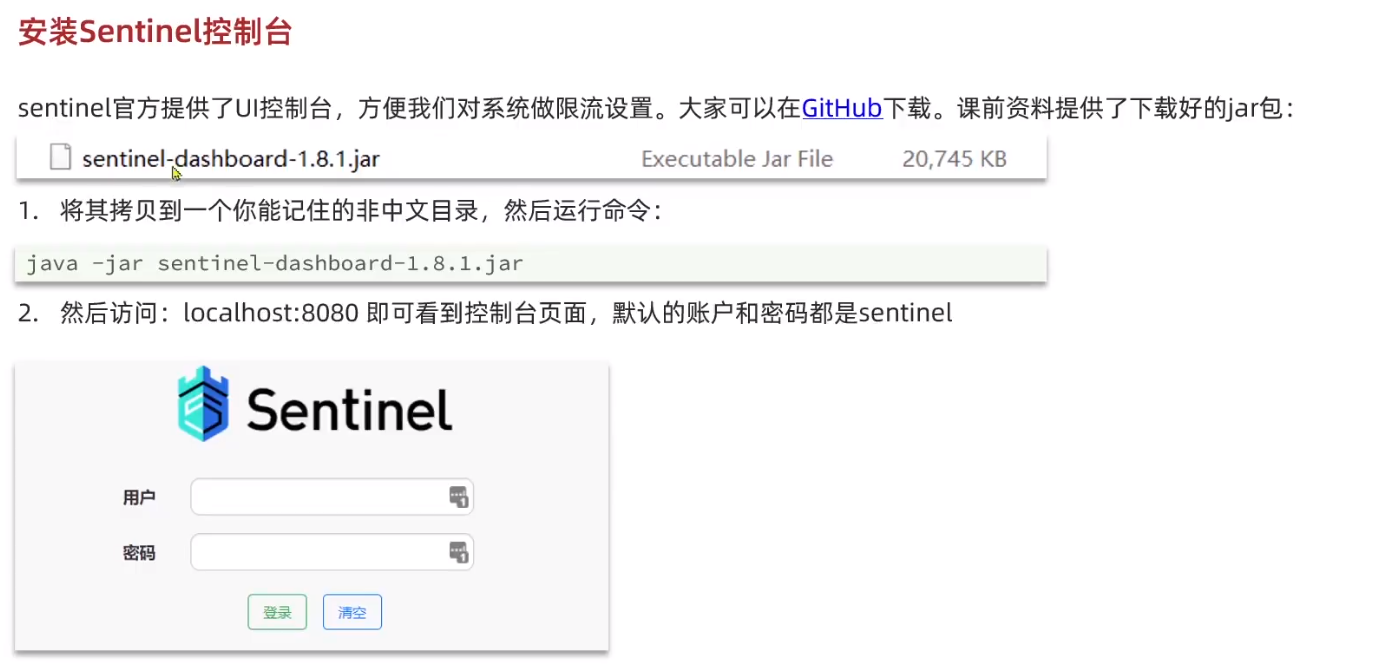 安装Sentinel控制台
sentinel官方提供了UI控制台，方便我们对系统做限流设置。大家可以在GitHub下载。课前资料提供了下载好的jar包：
sentinel-dashboard-1.8.1.jar Executable Jar File 20,745 KB
1. 将其拷贝到一个你能记住的非中文目录，然后运行命令：
java -jar sentinel-dashboard-1.8.1.jar
2. 然后访问：localhost:8080 即可看到控制台页面，默认的账户和密码都是sentinel
Sentinel
用户
密码
登录 清空